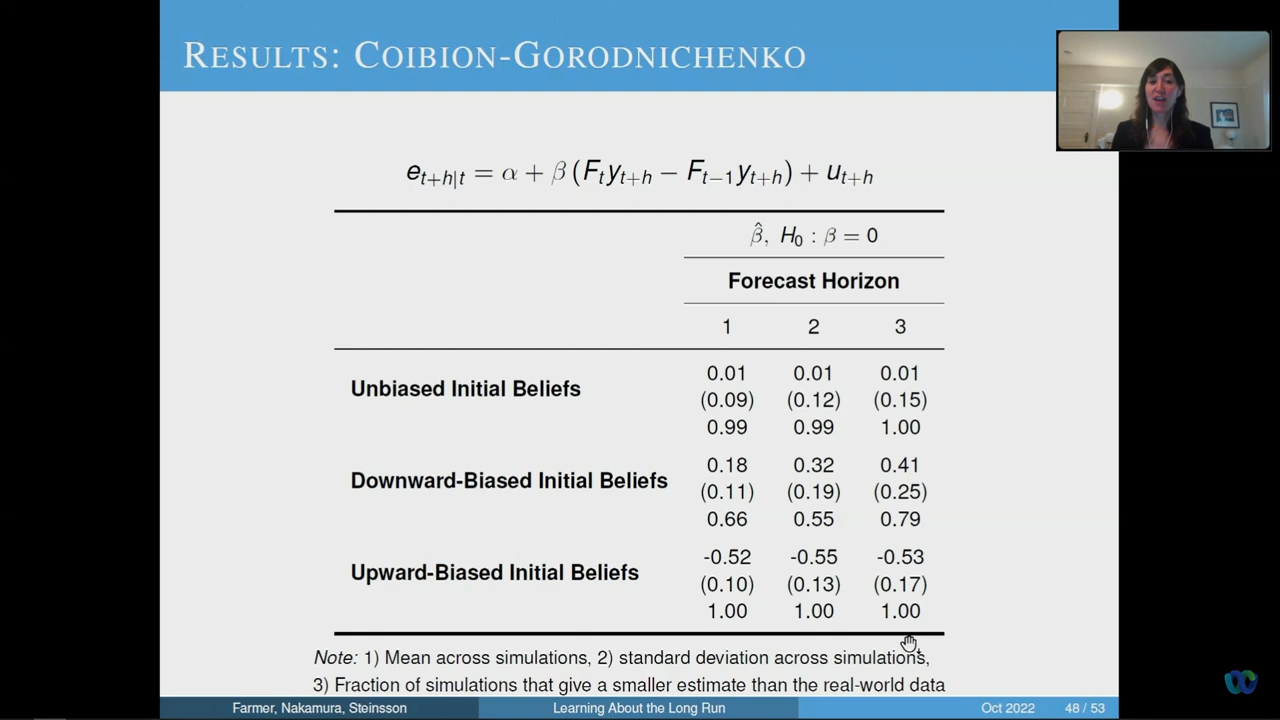 RESULTS: COIBION-GORODNICHENKO
e_{t+h|t} = α + β (F_t y_{t+h} − F_{t−1} y_{t+h}) + u_{t+h}
β̂, H_0 : β = 0
Forecast Horizon
1 2 3
Unbiased Initial Beliefs
0.01 0.01 0.01
(0.09) (0.12) (0.15)
0.99 0.99 1.00
Downward-Biased Initial Beliefs
0.18 0.32 0.41
(0.11) (0.19) (0.25)
0.66 0.55 0.79
Upward-Biased Initial Beliefs
-0.52 -0.55 -0.53
(0.10) (0.13) (0.17)
1.00 1.00 1.00
Note: 1) Mean across simulations, 2) standard deviation across simulations,
3) Fraction of simulations that give a smaller estimate than the real-world data
Farmer, Nakamura, Steinsson Learning About the Long Run Oct 2022 48 / 53